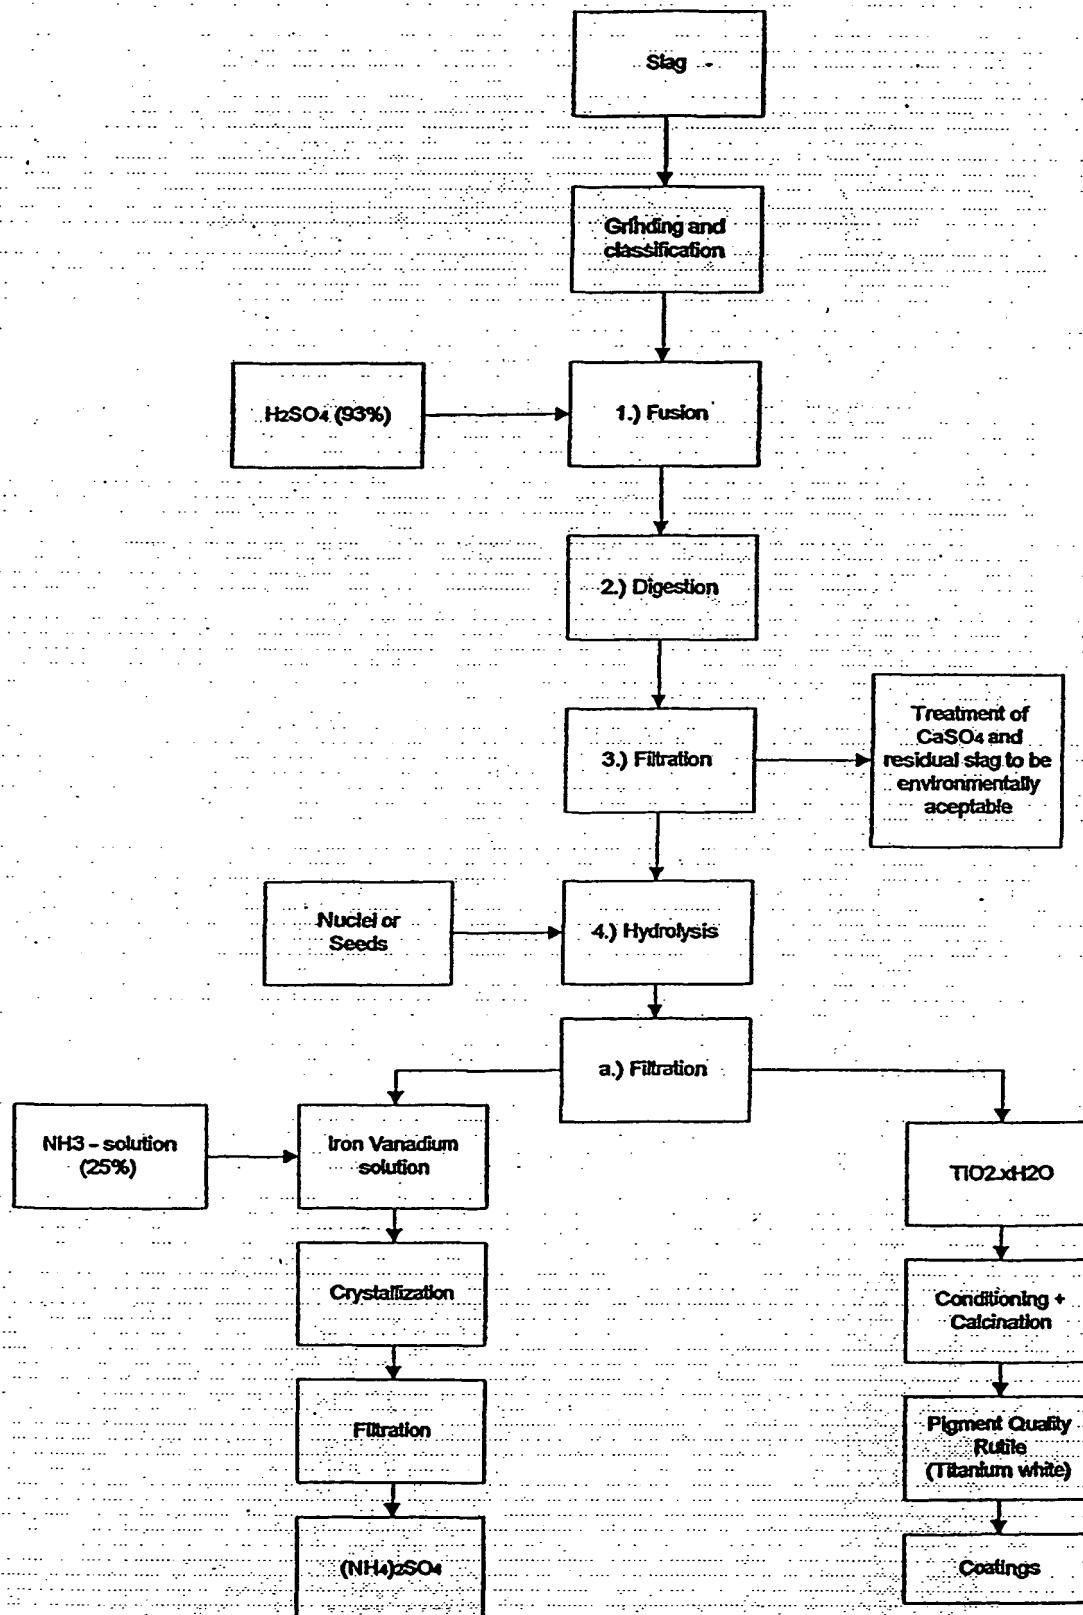 Slag
Grinding and
classification
H2SO4 (93%)
1.) Fusion
2.) Digestion
3.) Filtration
Treatment of
CaSO4 and
residual slag to be
environmentally
aceptable
Nuclei or
Seeds
4.) Hydrolysis
a.) Filtration
NH3 - solution
(25%)
Iron Vanadium
solution
TiO2.xH2O
Crystallization
Conditioning +
Calcination
Filtration
Pigment Quality
Rutile
(Titanium white)
(NH4)2SO4
Coatings